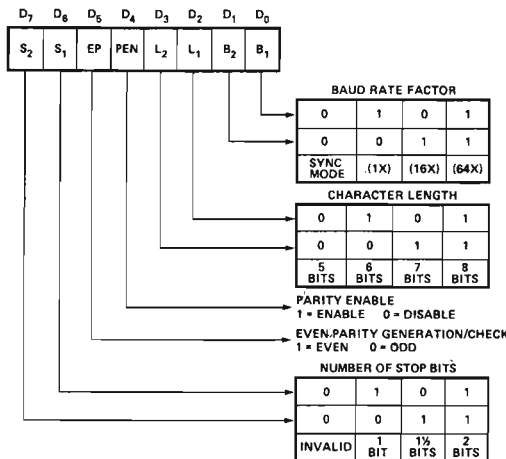 D7 D6 D5 D4 D3 D2 D1 D0
S2 S1 EP PEN L2 L1 B2 B1
BAUD RATE FACTOR
0 1 0 1
0 0 1 1
SYNC MODE (1X) (16X) (64X)
CHARACTER LENGTH
0 1 0 1
0 0 1 1
5 BITS 6 BITS 7 BITS 8 BITS
PARITY ENABLE
1 = ENABLE 0 = DISABLE
EVEN PARITY GENERATION/CHECK
1 = EVEN 0 = ODD
NUMBER OF STOP BITS
0 1 0 1
0 0 1 1
INVALID 1 BIT 1½ BITS 2 BITS